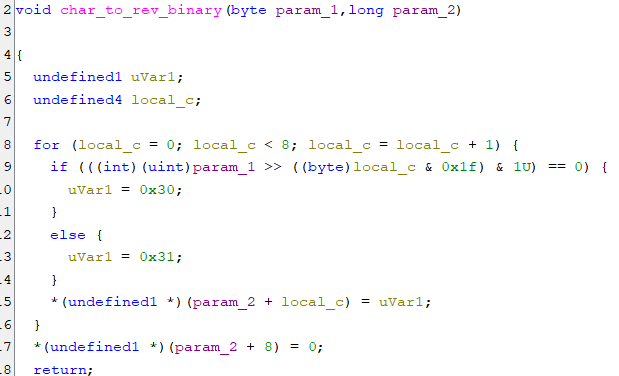 2 void char_to_rev_binary(byte param_1,long param_2)
3
4 {
5 undefined1 uVar1;
6 undefined4 local_c;
7
8 for (local_c = 0; local_c < 8; local_c = local_c + 1) {
9 if (((int)(uint)param_1 >> ((byte)local_c & 0x1f) & 1U) == 0) {
.0 uVar1 = 0x30;
.1 }
.2 else {
.3 uVar1 = 0x31;
.4 }
.5 *(undefined1 *)(param_2 + local_c) = uVar1;
.6 }
.7 *(undefined1 *)(param_2 + 8) = 0;
.8 return;